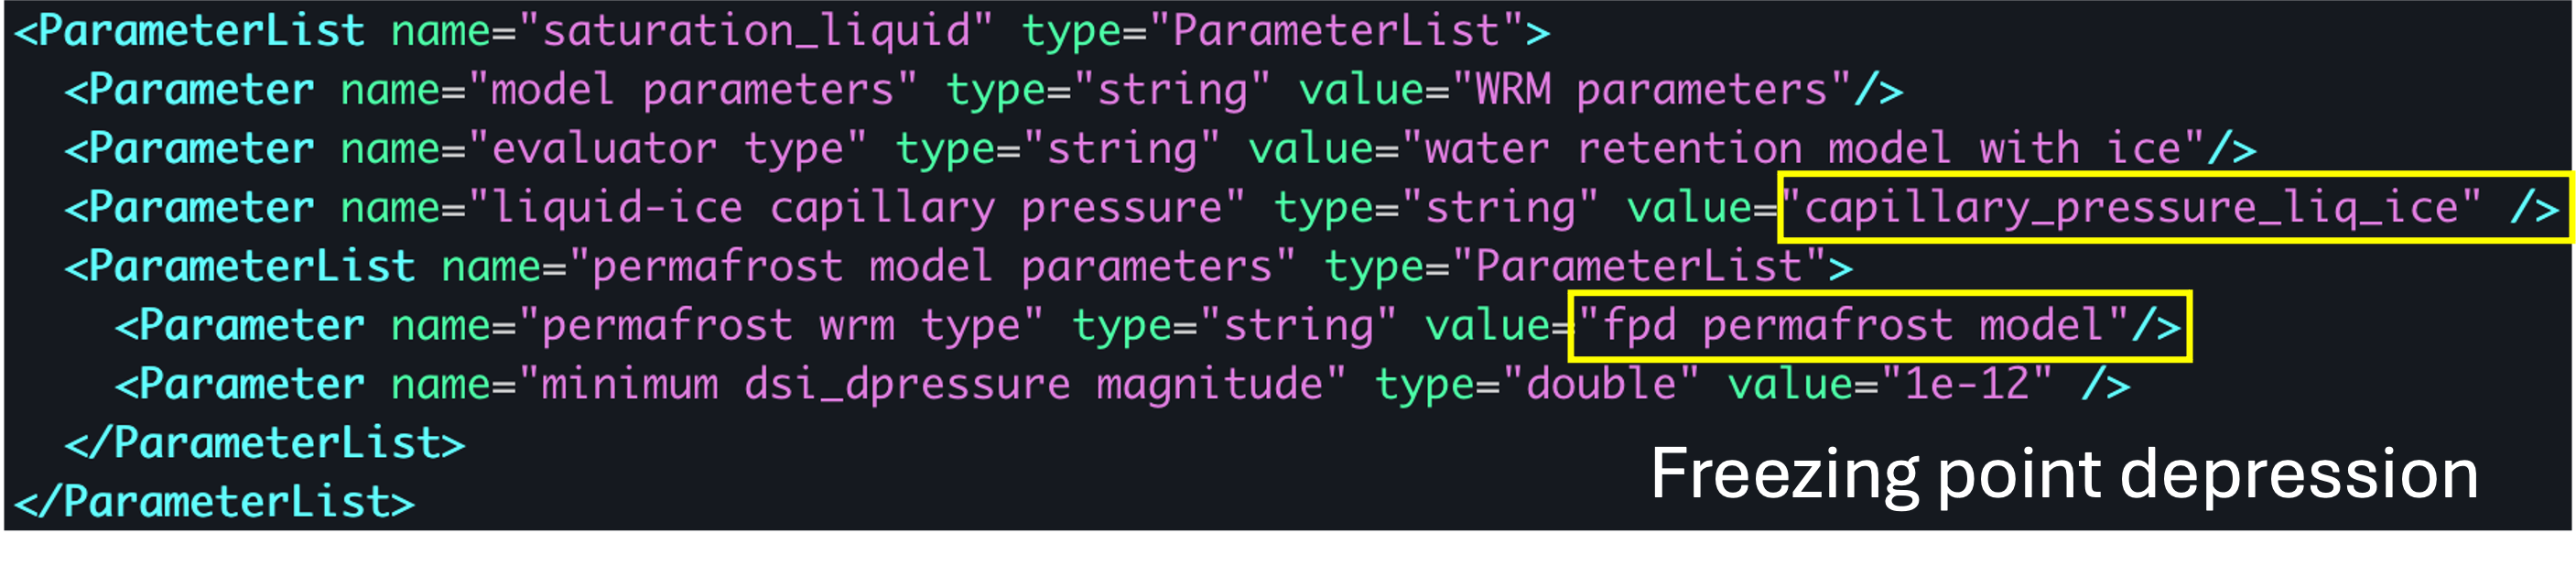 <ParameterList name="saturation_liquid" type="ParameterList">
  <Parameter name="model parameters" type="string" value="WRM parameters"/>
  <Parameter name="evaluator type" type="string" value="water retention model with ice"/>
  <Parameter name="liquid-ice capillary pressure" type="string" value="capillary_pressure_liq_ice" />
  <ParameterList name="permafrost model parameters" type="ParameterList">
    <Parameter name="permafrost wrm type" type="string" value="fpd permafrost model"/>
    <Parameter name="minimum dsi_dpressure magnitude" type="double" value="1e-12" />
  </ParameterList>
</ParameterList>
Freezing point depression